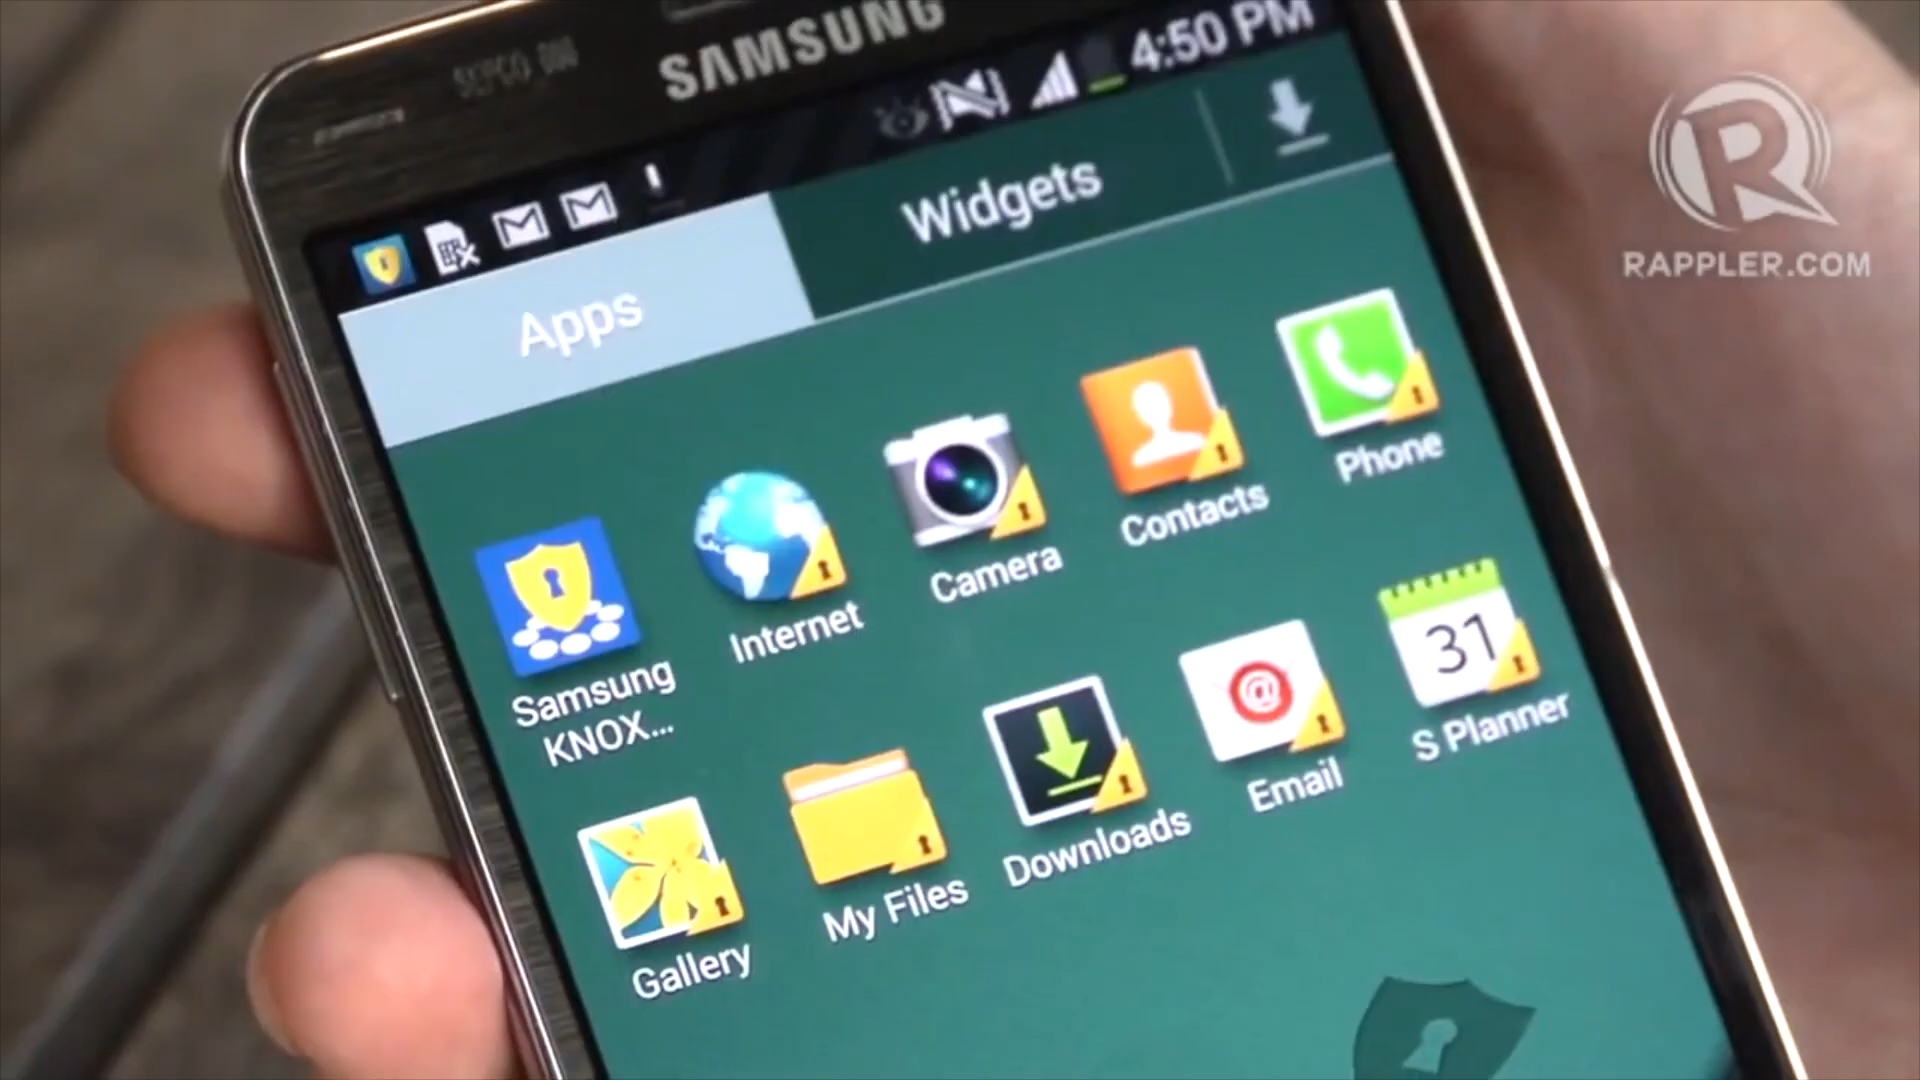 SAMSUNG
4:50 PM
Apps
Widgets
Samsung
KNOX...
Internet
Camera
Contacts
Phone
Gallery
My Files
Downloads
Email
31
S Planner
@
R
RAPPLER.COM